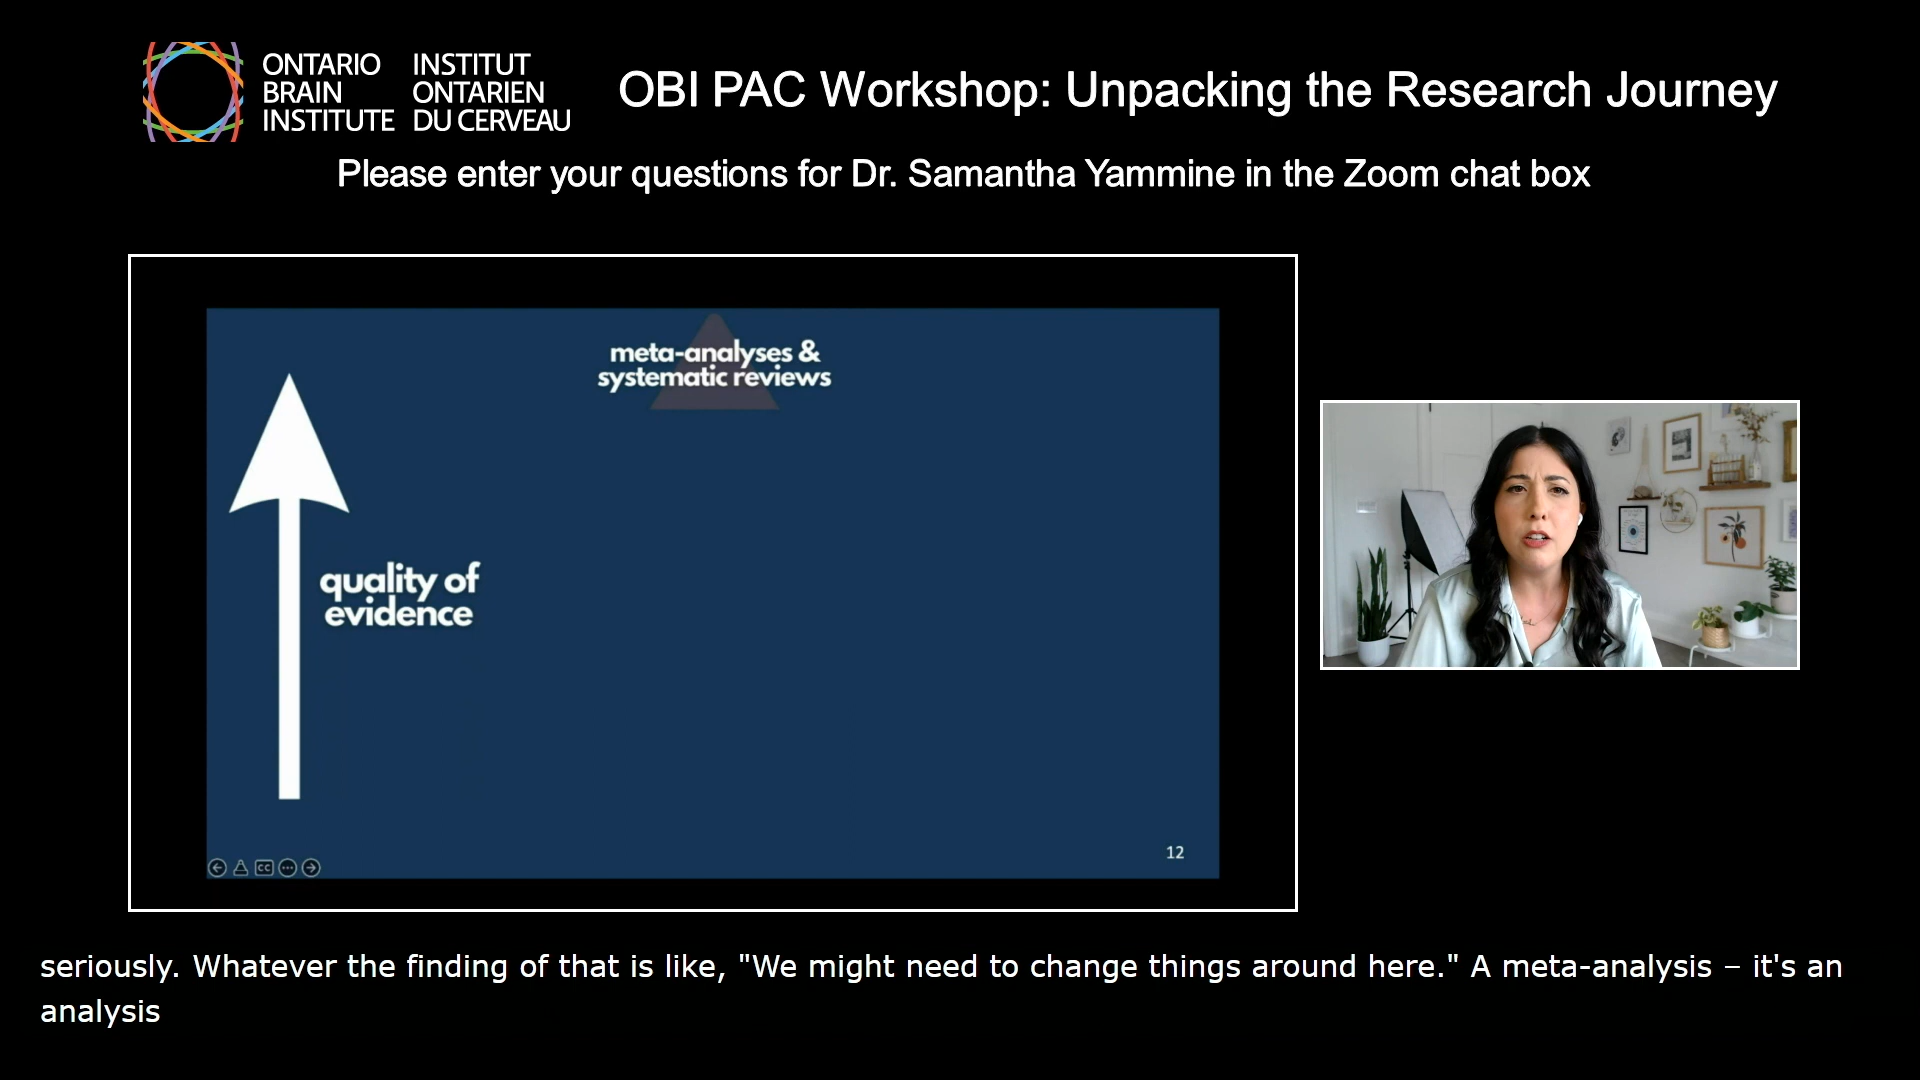 ONTARIO
BRAIN
INSTITUTE
INSTITUT
ONTARIEN
DU CERVEAU
OBI PAC Workshop: Unpacking the Research Journey
Please enter your questions for Dr. Samantha Yammine in the Zoom chat box
meta-analyses &
systematic reviews
quality of
evidence
12
CC
seriously. Whatever the finding of that is like, "We might need to change things around here." A meta-analysis – it's an
analysis